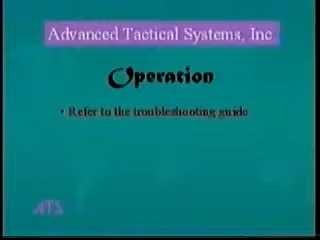 Advanced Tactical Systems, Inc
Operation
• Refer to the troubleshooting guide
ATS